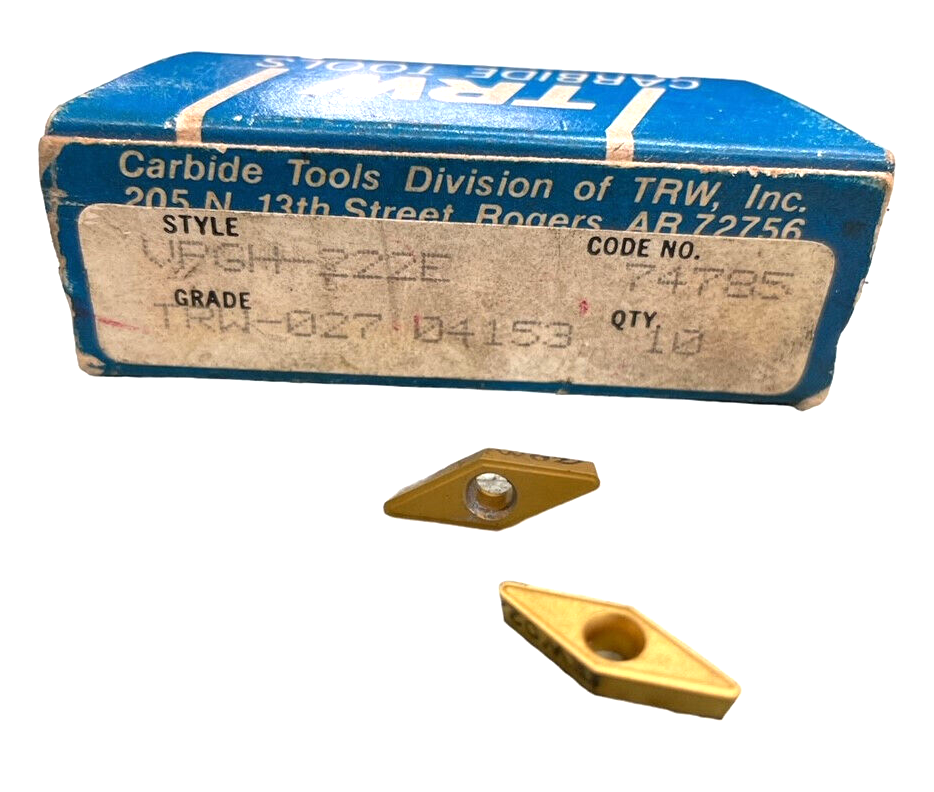 TRW
CARBIDE TOOLS
Carbide Tools Division of TRW, Inc.
205 N. 13th Street Rogers, AR 72756
STYLE
CODE NO.
VPGH-222E
74785
GRADE
QTY.
TRW-027 04153
10